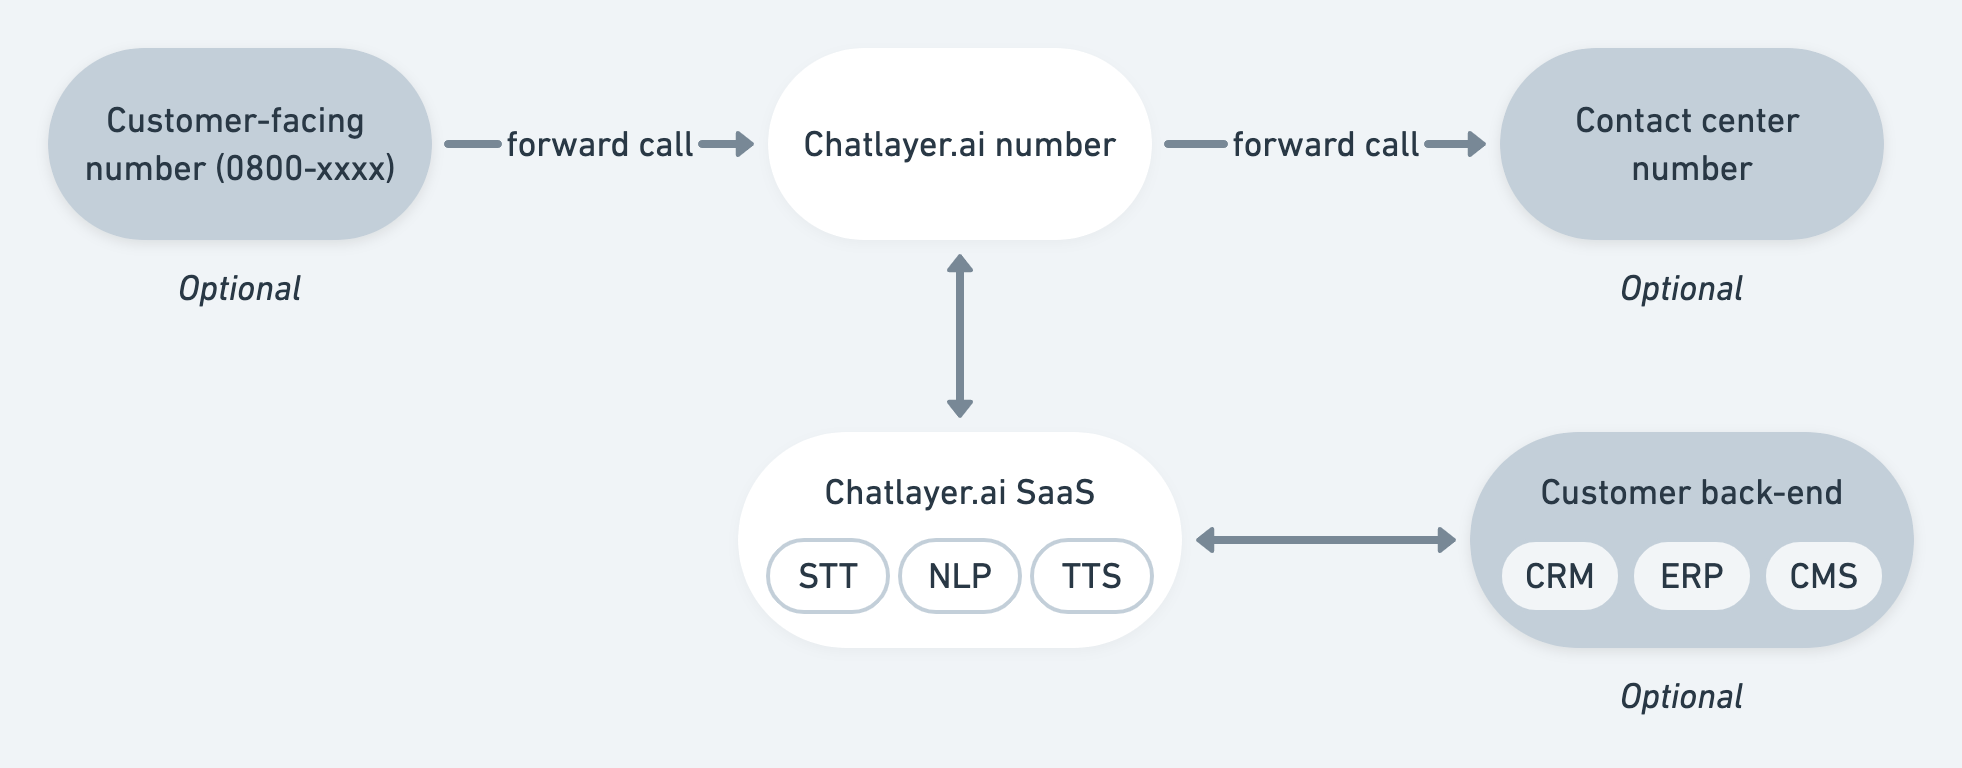 Customer-facing
number (0800-xxxx)
forward call
Chatlayer.ai number
forward call
Contact center
number
Optional
Optional
Chatlayer.ai SaaS
STT
NLP
TTS
Customer back-end
CRM
ERP
CMS
Optional